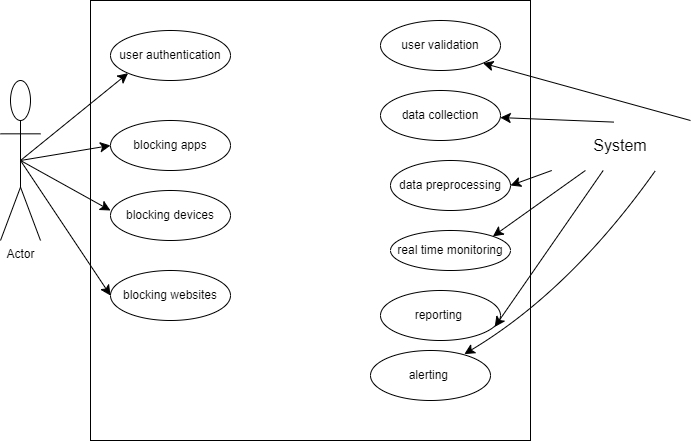 user authentication
blocking apps
blocking devices
blocking websites
Actor
user validation
data collection
data preprocessing
real time monitoring
reporting
alerting
System